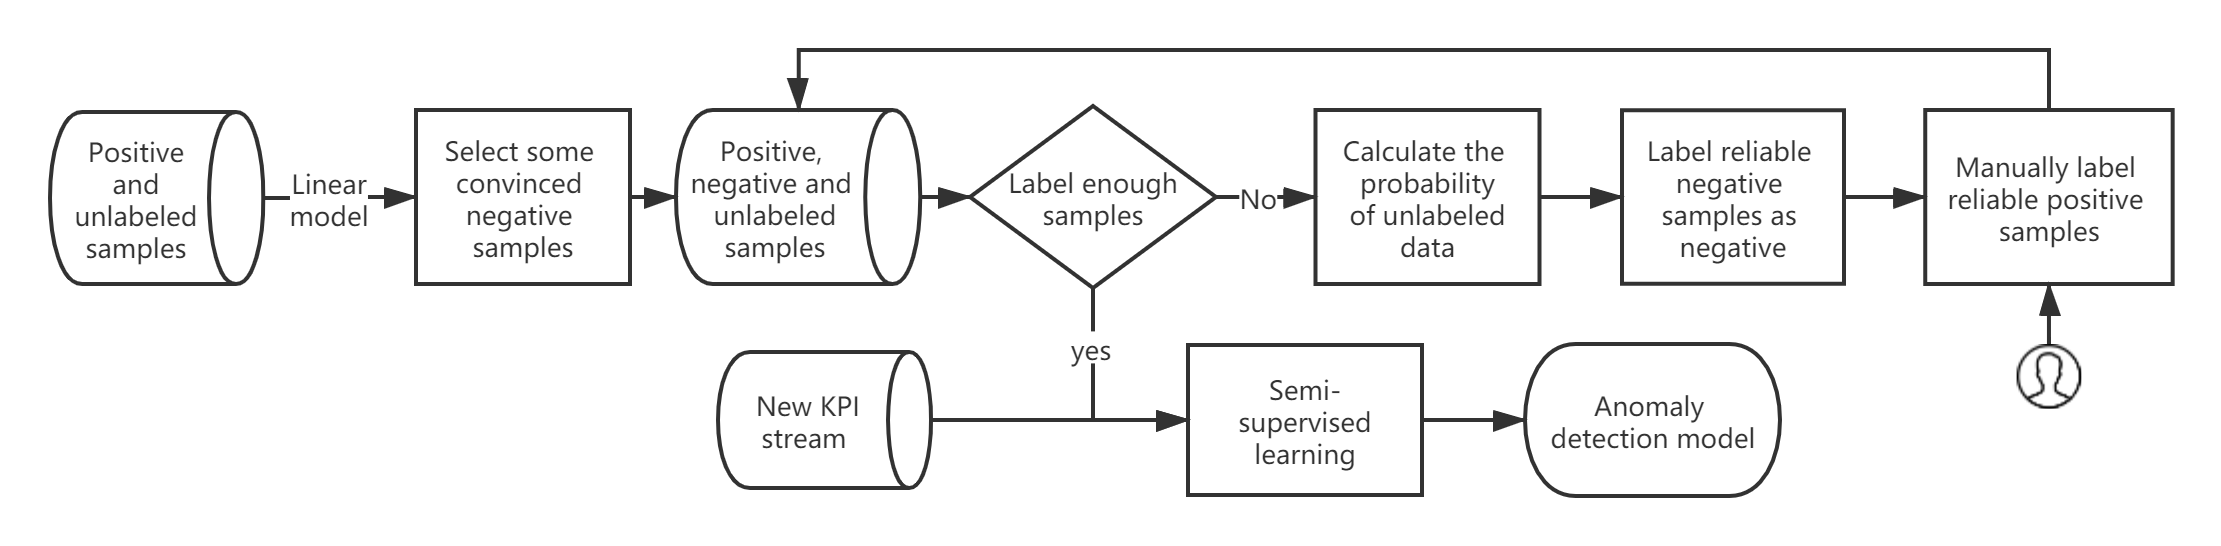 Positive
and
unlabeled
samples
Linear
model
Select some
convinced
negative
samples
Positive,
negative and
unlabeled
samples
Label enough
samples
No
Calculate the
probability
of unlabeled
data
Label reliable
negative
samples as
negative
Manually label
reliable positive
samples
yes
New KPI
stream
Semi-
supervised
learning
Anomaly
detection model